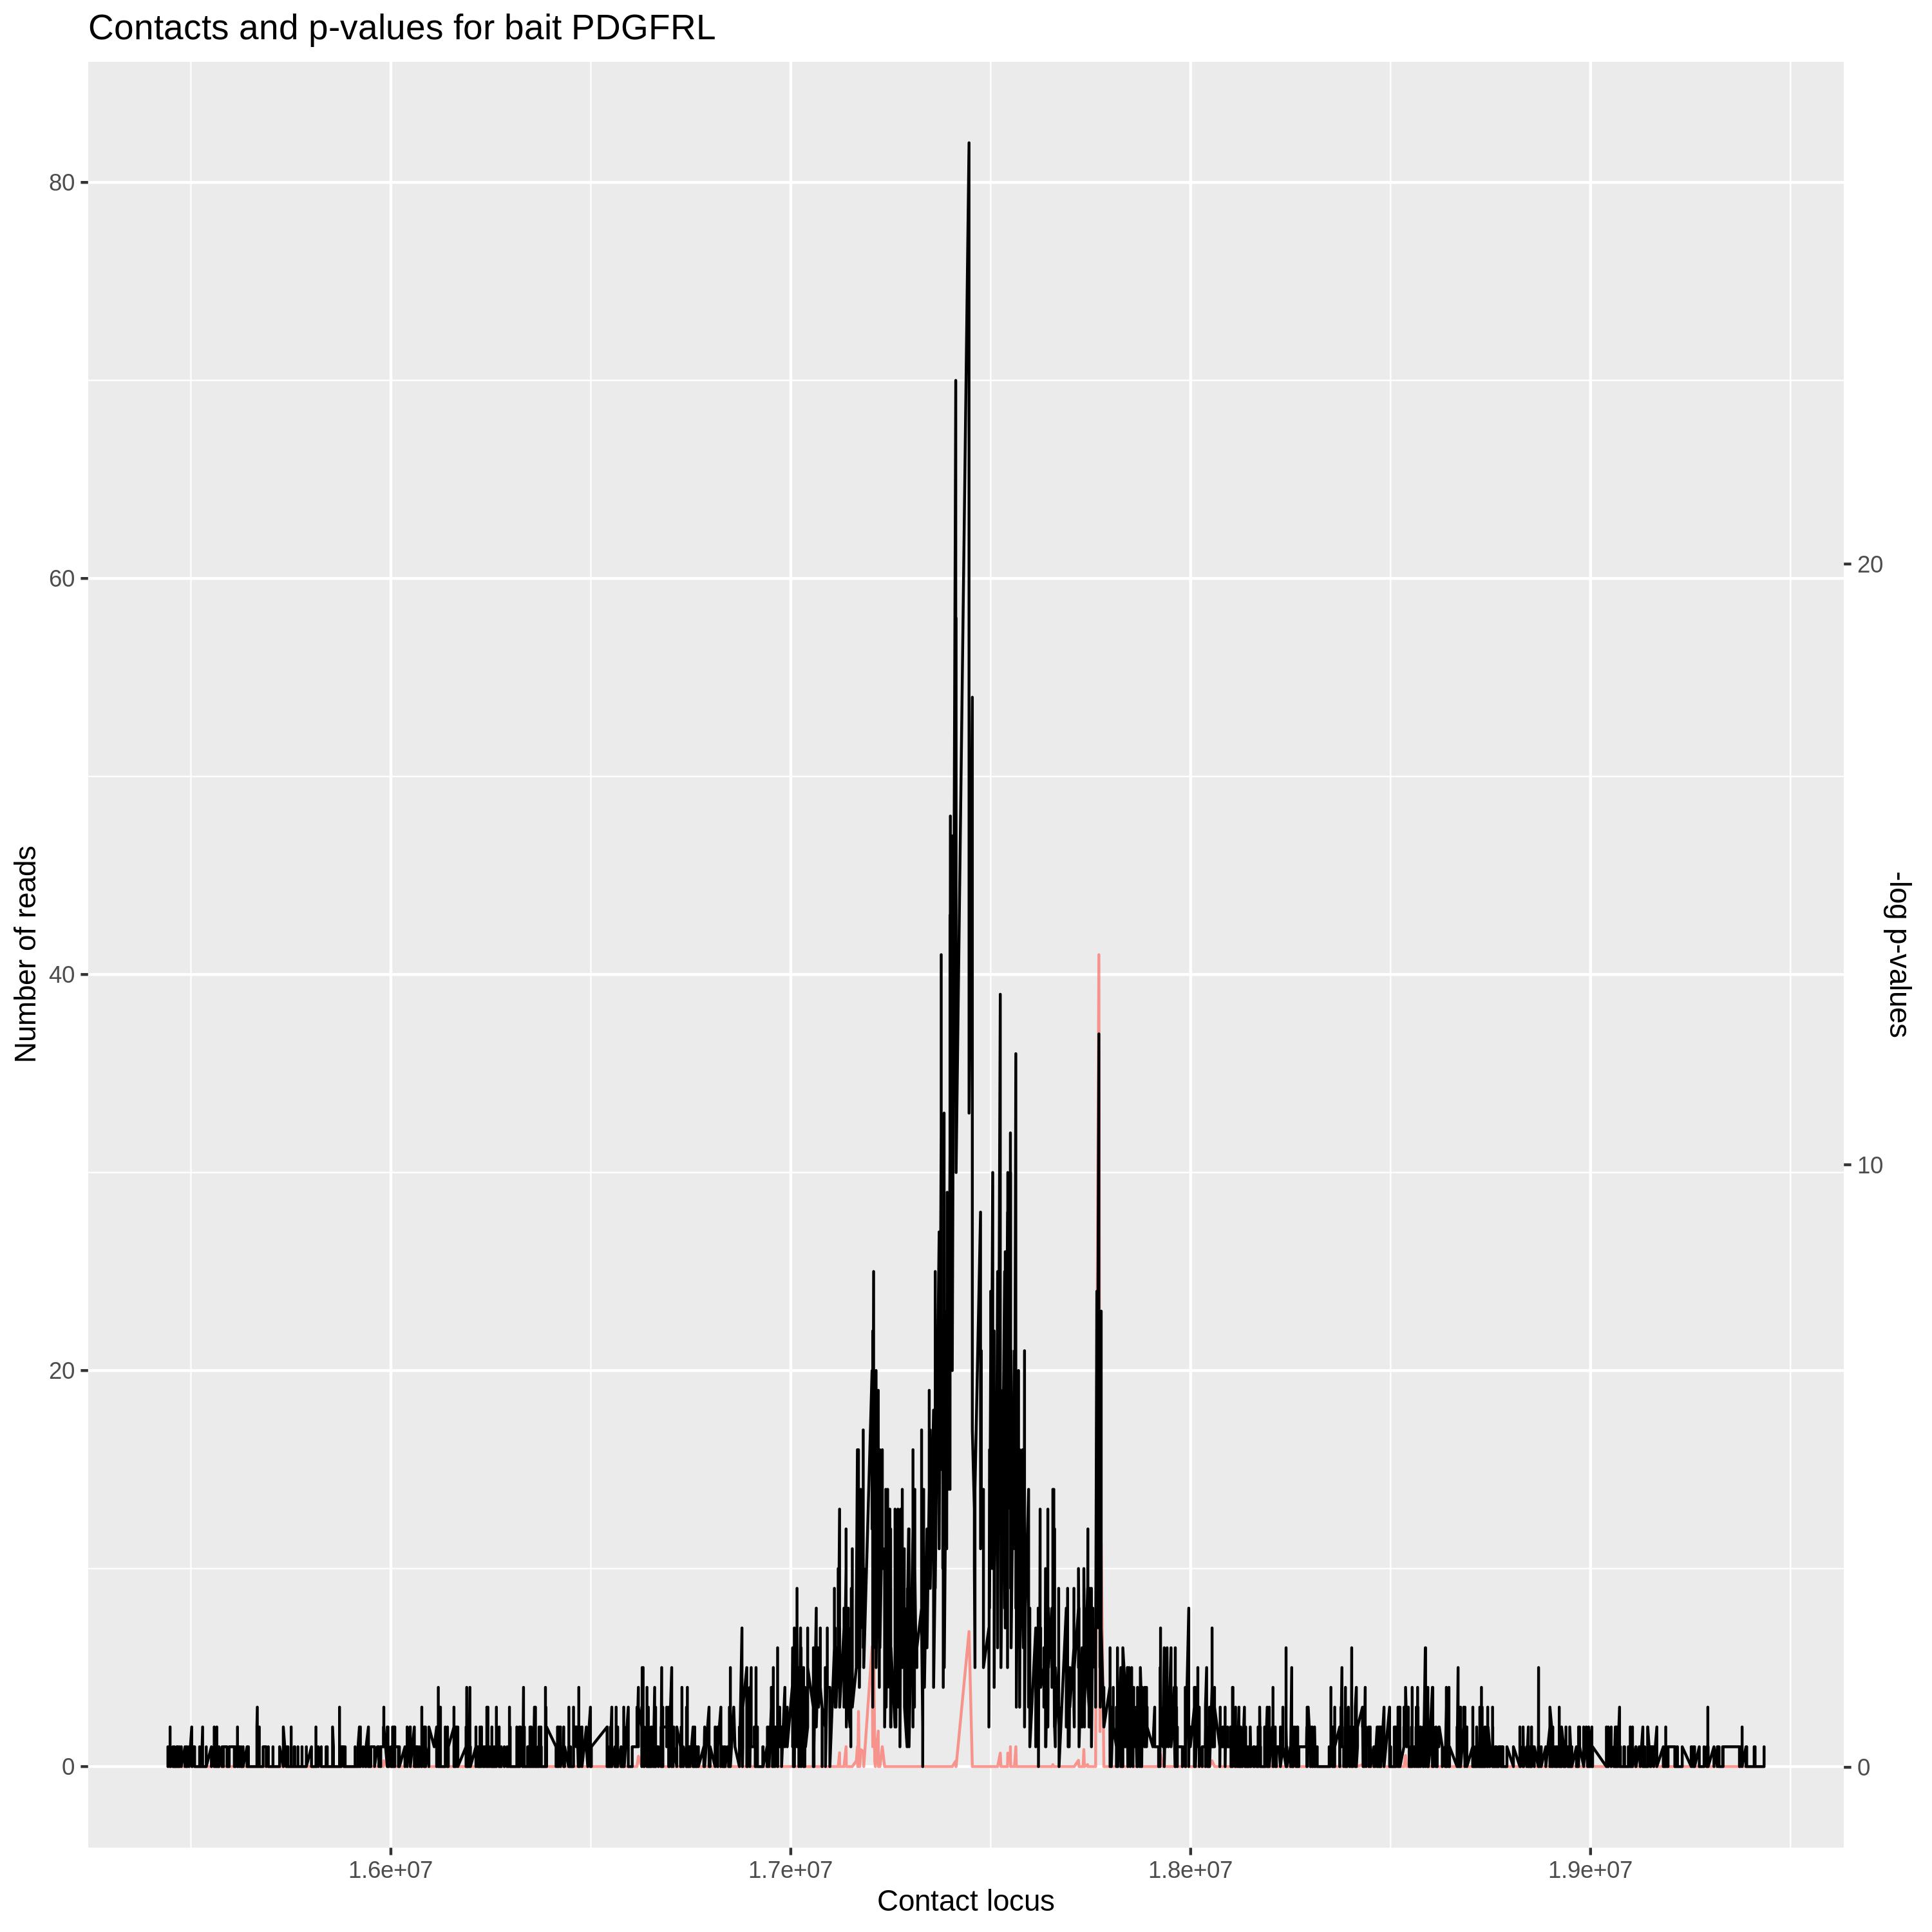 Contacts and p-values for bait PDGFRL
80
60
40
20
0
Number of reads
20
10
0
-log p-values
1.6e+07
1.7e+07
1.8e+07
1.9e+07
Contact locus